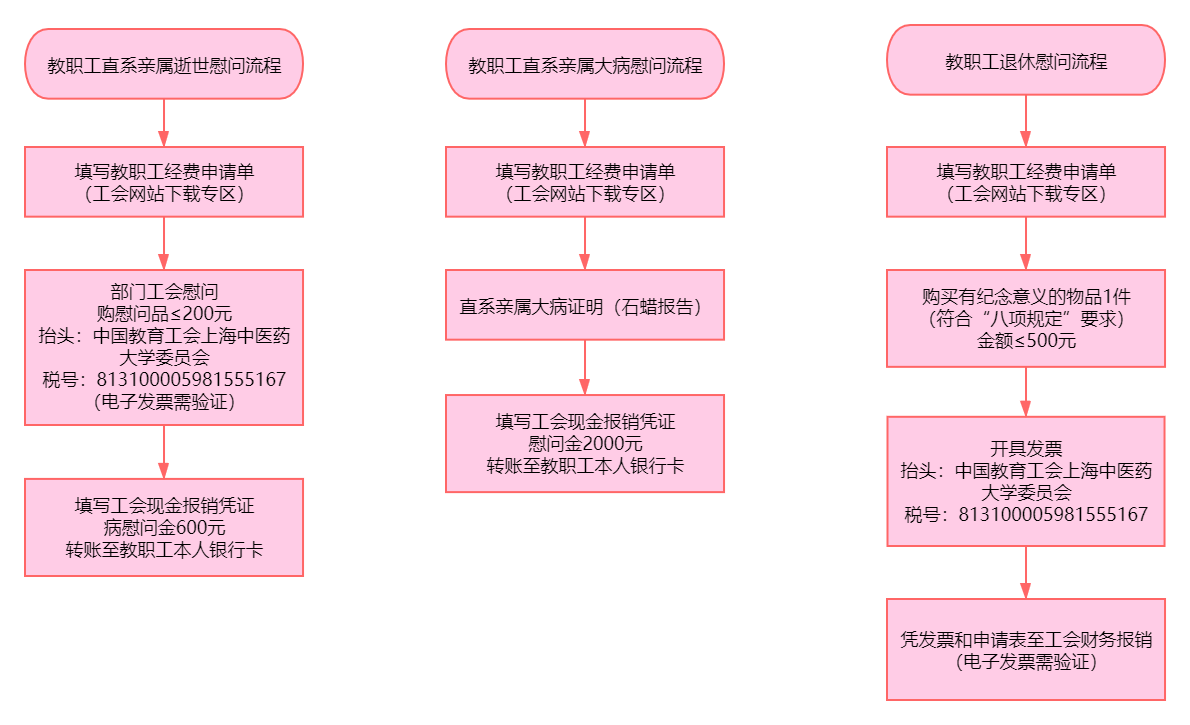 教职工直系亲属逝世慰问流程
填写教职工经费申请单
（工会网站下载专区）
部门工会慰问
购慰问品≤200元
抬头：中国教育工会上海中医药
大学委员会
税号：813100005981555167
（电子发票需验证）
填写工会现金报销凭证
病慰问金600元
转账至教职工本人银行卡
教职工直系亲属大病慰问流程
填写教职工经费申请单
（工会网站下载专区）
直系亲属大病证明（石蜡报告）
填写工会现金报销凭证
慰问金2000元
转账至教职工本人银行卡
教职工退休慰问流程
填写教职工经费申请单
（工会网站下载专区）
购买有纪念意义的物品1件
（符合“八项规定”要求）
金额≤500元
开具发票
抬头：中国教育工会上海中医药
大学委员会
税号：813100005981555167
凭发票和申请表至工会财务报销
（电子发票需验证）